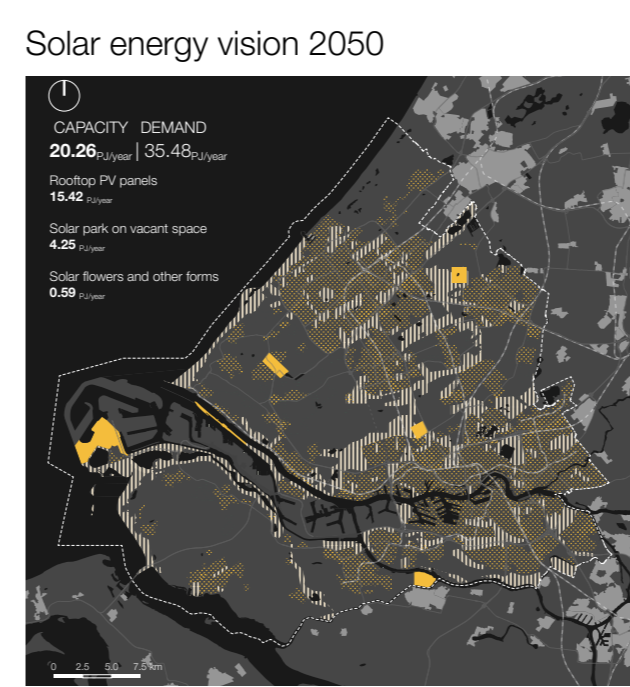 Solar energy vision 2050
CAPACITY DEMAND
20.26PJ/year | 35.48PJ/year
Rooftop PV panels
15.42 PJ/year
Solar park on vacant space
4.25 PJ/year
Solar flowers and other forms
0.59 PJ/year
0 2.5 5.0 7.5 km